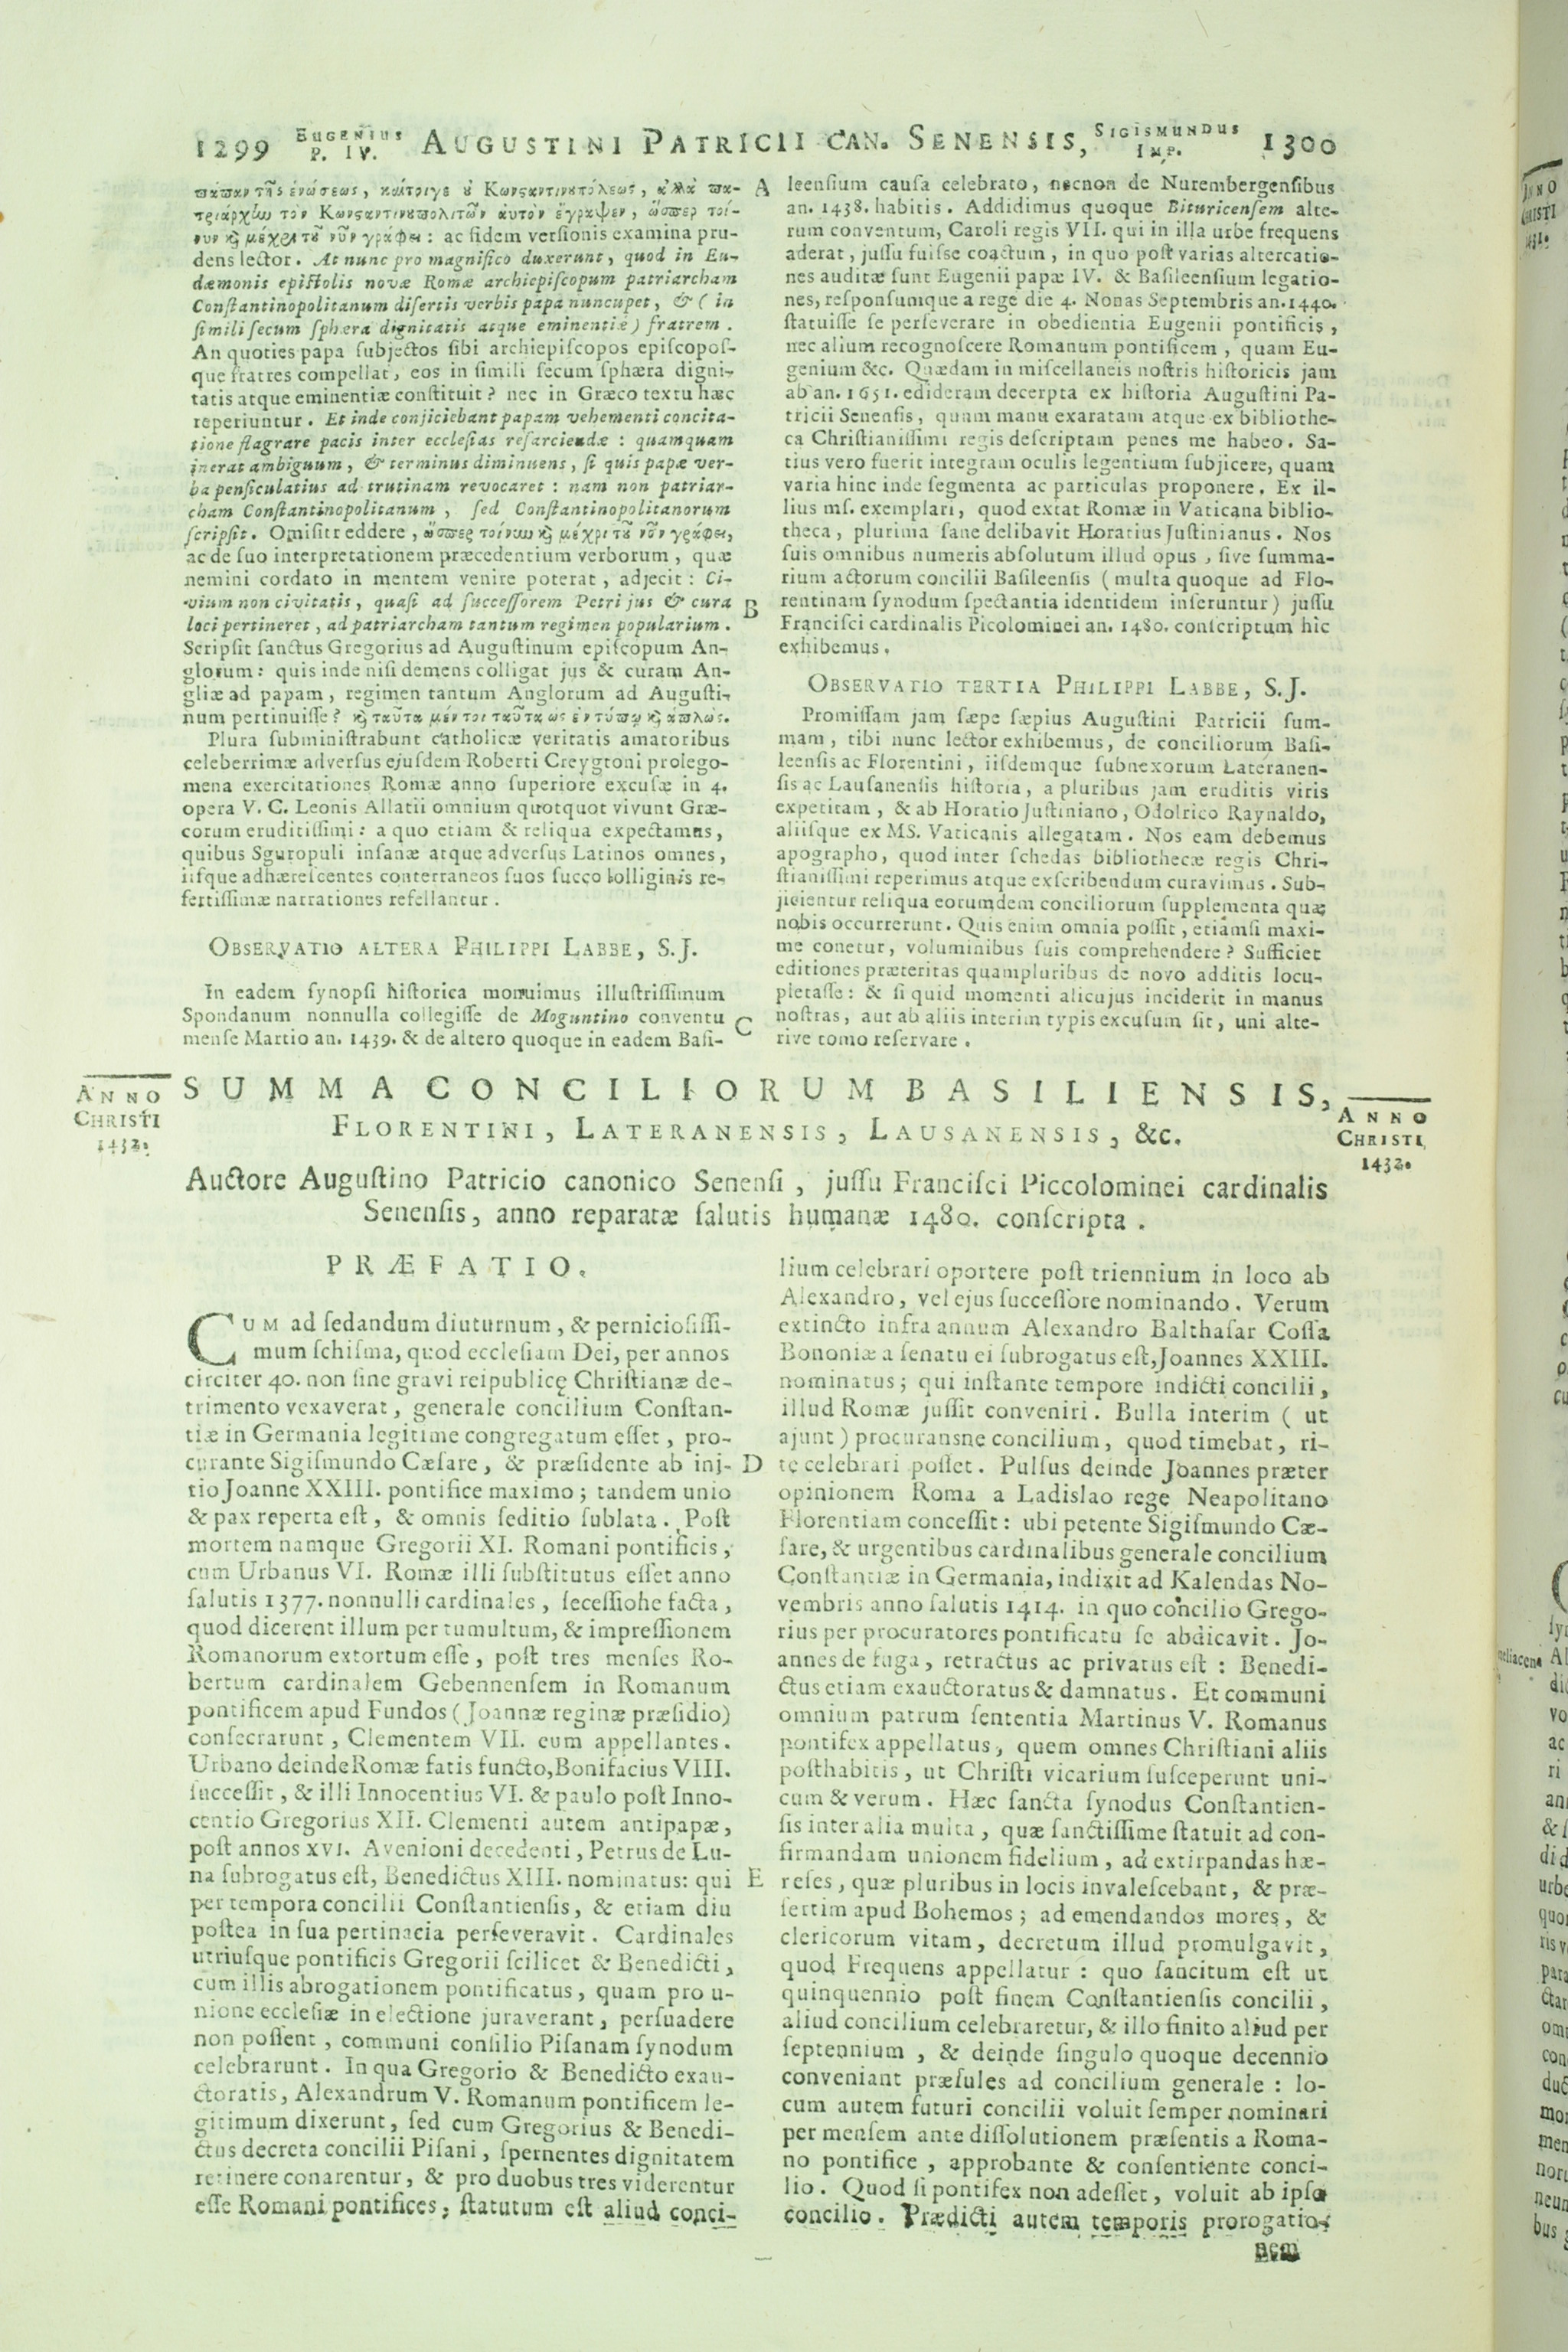 1299 EUGENIUS P. IV. AUGUSTINI PATRICII CAN. SENENSIS, SIGISMUNDUS IMP. 1300
πάπαν τῆς ἑνώσεως, καίτοιγε ὁ Κωνςαντινουπόλεως, ἀλλὰ πα-
τριάρχίω τὸν Κωνςαντινουπολιτῶν ἀυτὸν ἔγραψεν, ὥσπερ τοί-
νυν καὶ μέχρι τοῦ νῦν γράφει: ac fidem versionis examina pru-
dens lector. At nunc pro magnifico duxerunt, quod in Eu-
dæmonis epistolis novæ Romæ archiepiscopum patriarcham
Constantinopolitanum disertis verbis papa nuncupet, & (in
simili secum sphæra dignitatis atque eminentiæ) fratrem.
An quoties papa subjectos sibi archiepiscopos episcopos-
que fratres compellat, eos in simili secum sphæra digni-
tatis atque eminentiæ constituit? nec in Græco textu hæc
reperiuntur. Et inde conjiciebant papam vehementi concita-
tione flagrare pacis inter ecclesias resarciendæ: quamquam
inerat ambiguum, & terminus diminuens, si quis papæ ver-
ba pensiculatius ad trutinam revocaret: nam non patriar-
cham Constantinopolitanum, sed Constantinopolitanorum
scripsit. Omisit reddere, ὥσπερ τοίνυν καὶ μέχρι τοῦ νῦν γράφει,
ac de suo interpretationem præcedentium verborum, quæ
nemini cordato in mentem venire poterat, adjecit: Ci-
vium non civitatis, quasi ad successorem Petri jus & cura
loci pertineret, ad patriarcham tantum regimen popularium.
Scripsit sanctus Gregorius ad Augustinum episcopum An-
glorum: quis inde nisi demens colligat jus & curam An-
gliæ ad papam, regimen tantum Anglorum ad Augusti-
num pertinuisse? καὶ ταῦτα μέν τοι ταῦτα ὡς ἐν τύπῳ καὶ ἁπλῶς.
Plura subministrabunt catholicæ veritatis amatoribus
celeberrimæ adversus ejusdem Roberti Creygtoni prolego-
mena exercitationes Romæ anno superiore excusæ in 4.
opera V. C. Leonis Allatii omnium quotquot vivunt Græ-
corum eruditissimi: a quo etiam & reliqua expectamus,
quibus Sguropuli insanæ atque adversus Latinos omnes,
iisque adhærescentes conterraneos suos succo lolliginis re-
fertissimæ narrationes refellantur.
OBSERVATIO ALTERA PHILIPPI LABBE, S.J.
In eadem synopsi historica monuimus illustrissimum
Spondanum nonnulla collegisse de Moguntino conventu
mense Martio an. 1439. & de altero quoque in eadem Basi-
A
B
C
leensium causa celebrato, necnon de Nurembergensibus
an. 1438. habitis. Addidimus quoque Bituricensem alte-
rum conventum, Caroli regis VII. qui in illa urbe frequens
aderat, jussu fuisse coactum, in quo post varias altercatio-
nes auditæ sunt Eugenii papæ IV. & Basileensium legatio-
nes, responsumque a rege die 4. Nonas Septembris an. 1440.
statuisse se perseverare in obedientia Eugenii pontificis,
nec alium recognoscere Romanum pontificem, quam Eu-
genium &c. Quædam in miscellaneis nostris historicis jam
ab an. 1651. edideram decerpta ex historia Augustini Pa-
tricii Senensis, quam manu exaratam atque ex bibliothe-
ca Christianissimi regis descriptam penes me habeo. Sa-
tius vero fuerit integram oculis legentium subjicere, quam
varia hinc inde segmenta ac particulas proponere. Ex il-
lius ms. exemplari, quod extat Romæ in Vaticana biblio-
theca, plurima sane delibavit Horatius Justinianus. Nos
suis omnibus numeris absolutum illud opus, sive summa-
rium actorum concilii Basileensis (multa quoque ad Flo-
rentinam synodum spectantia identidem inseruntur) jussu
Francisci cardinalis Picolominei an. 1480. conscriptum hic
exhibemus.
OBSERVATIO TERTIA PHILIPPI LABBE, S.J.
Promissam jam sæpe sæpius Augustini Patricii sum-
mam, tibi nunc lector exhibemus, de conciliorum Basi-
leensis ac Florentini, iisdemque subnexorum Lateranen-
sis ac Lausanensis historia, a pluribus jam eruditis viris
expetitam, & ab Horatio Justiniano, Odolrico Raynaldo,
aliisque ex MS. Vaticanis allegatam. Nos eam debemus
apographo, quod inter schedas bibliothecæ regis Chri-
stianissimi reperimus atque exscribendum curavimus. Sub-
jicientur reliqua eorumdem conciliorum supplementa quæ
nobis occurrerunt. Quis enim omnia possit, etiamsi maxi-
me conetur, voluminibus suis comprehendere? Sufficiet
editiones præteritas quampluribus de novo additis locu-
pletasse: & si quid momenti alicujus inciderit in manus
nostras, aut ab aliis interim typis excusum sit, uni alte-
rive tomo reservare.
ANNO CHRISTI 1432.
SUMMA CONCILIORUM BASILIENSIS,
FLORENTINI, LATERANENSIS, LAUSANENSIS, &c.
ANNO CHRISTI 1432.
Auctore Augustino Patricio canonico Senensi, jussu Francisci Piccolominei cardinalis
Senensis, anno reparatæ salutis humanæ 1480. conscripta.
PRÆFATIO.
CUM ad sedandum diuturnum, & perniciosissi-
mum schisma, quod ecclesiam Dei, per annos
circiter 40. non sine gravi reipublicę Christianæ de-
trimento vexaverat, generale concilium Constan-
tiæ in Germania legitime congregatum esset, pro-
curante Sigismundo Cæsare, & præsidente ab ini-
tio Joanne XXIII. pontifice maximo; tandem unio
& pax reperta est, & omnis seditio sublata. Post
mortem namque Gregorii XI. Romani pontificis,
cum Urbanus VI. Romæ illi substitutus esset anno
salutis 1377. nonnulli cardinales, secessione facta,
quod dicerent illum per tumultum, & impressionem
Romanorum extortum esse, post tres menses Ro-
bertum cardinalem Gebennensem in Romanum
pontificem apud Fundos (Joannæ reginæ præsidio)
consecrarunt, Clementem VII. eum appellantes.
Urbano deinde Romæ fatis functo, Bonifacius VIII.
successit, & illi Innocentius VI. & paulo post Inno-
centio Gregorius XII. Clementi autem antipapæ,
post annos XVI. Avenioni decedenti, Petrus de Lu-
na subrogatus est, Benedictus XIII. nominatus: qui
per tempora concilii Constantiensis, & etiam diu
postea in sua pertinacia perseveravit. Cardinales
utriusque pontificis Gregorii scilicet & Benedicti,
cum illis abrogationem pontificatus, quam pro u-
nione ecclesiæ in electione juraverant, persuadere
non possent, communi consilio Pisanam synodum
celebrarunt. In qua Gregorio & Benedicto exau-
ctoratis, Alexandrum V. Romanum pontificem le-
gitimum dixerunt, sed cum Gregorius & Benedi-
ctus decreta concilii Pisani, spernentes dignitatem
retinere conarentur, & pro duobus tres viderentur
esse Romani pontifices; statutum est aliud conci-
D
E
lium celebrari oportere post triennium in loco ab
Alexandro, vel ejus successore nominando. Verum
extincto infra annum Alexandro Balthasar Cossa
Bononiæ a senatu ei subrogatus est, Joannes XXIII.
nominatus; qui instante tempore indicti concilii,
illud Romæ jussit conveniri. Bulla interim (ut
ajunt) procuransne concilium, quod timebat, ri-
te celebrari posset. Pulsus deinde Joannes præter
opinionem Roma a Ladislao rege Neapolitano
Florentiam concessit: ubi petente Sigismundo Cæ-
sare, & urgentibus cardinalibus generale concilium
Constantiæ in Germania, indixit ad Kalendas No-
vembris anno salutis 1414. in quo concilio Grego-
rius per procuratores pontificatu se abdicavit. Jo-
annes de fuga, retractus ac privatus est: Benedi-
ctus etiam exauctoratus & damnatus. Et communi
omnium patrum sententia Martinus V. Romanus
pontifex appellatus, quem omnes Christiani aliis
posthabitis, ut Christi vicarium susceperunt uni-
cum & verum. Hæc sancta synodus Constantien-
sis inter alia multa, quæ sanctissime statuit ad con-
firmandam unionem fidelium, ad extirpandas hæ-
reses, quæ pluribus in locis invalescebant, & præ-
sertim apud Bohemos; ad emendandos mores, &
clericorum vitam, decretum illud promulgavit,
quod Frequens appellatur: quo sancitum est ut
quinquennio post finem Constantiensis concilii,
aliud concilium celebraretur, & illo finito aliud per
septennium, & deinde singulo quoque decennio
conveniant præsules ad concilium generale: lo-
cum autem futuri concilii voluit semper nominari
per mensem ante dissolutionem præsentis a Roma-
no pontifice, approbante & consentiente conci-
lio. Quod si pontifex non adesset, voluit ab ipso
concilio. Prædicti autem temporis prorogatio-
nem